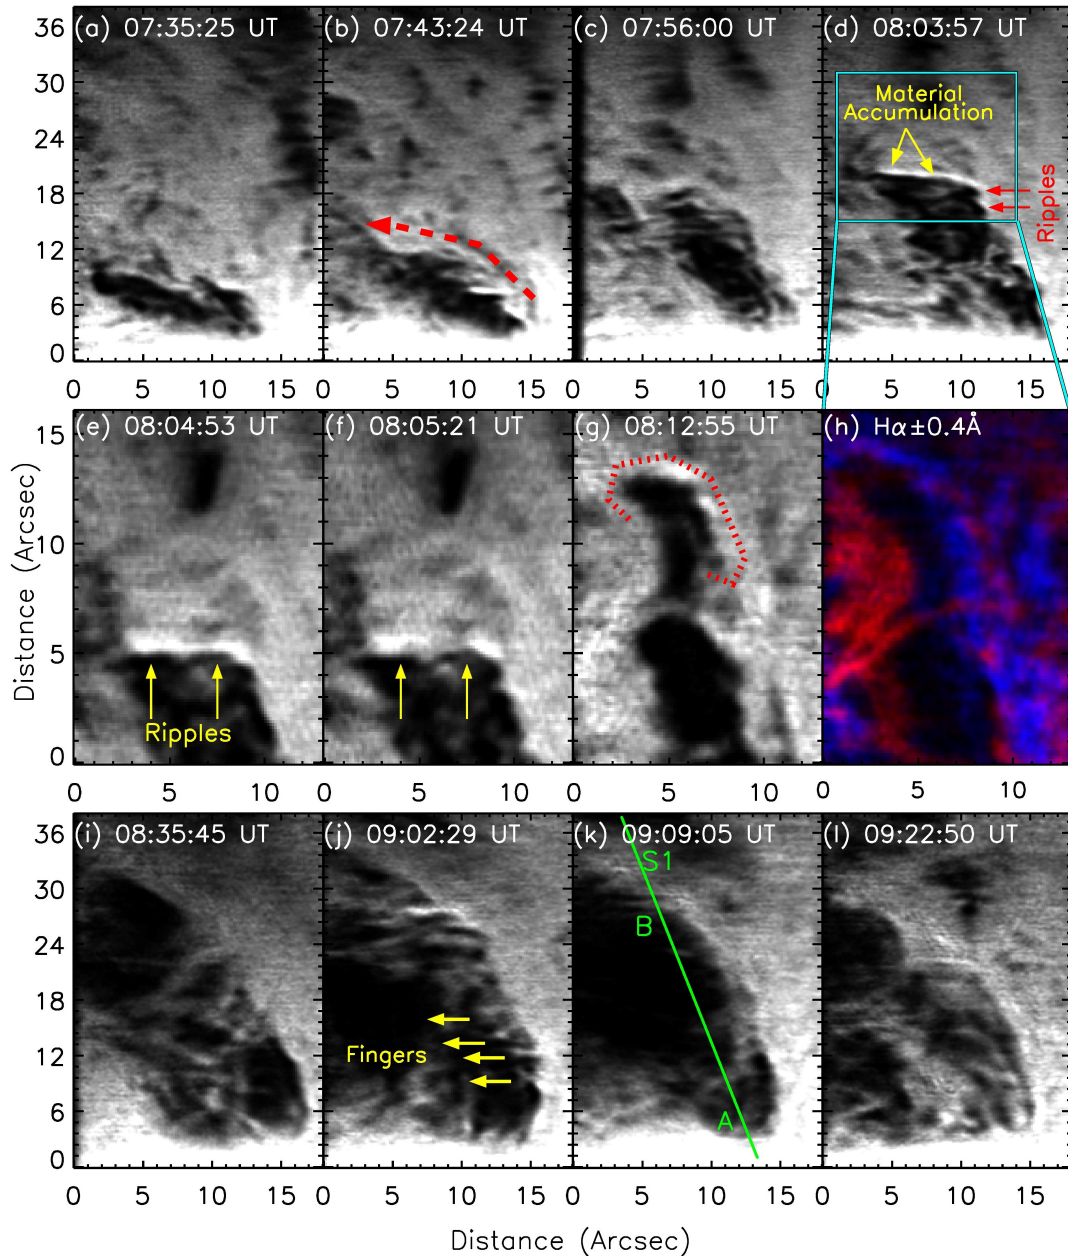 (a) 07:35:25 UT
(b) 07:43:24 UT
(c) 07:56:00 UT
(d) 08:03:57 UT
36
30
24
18
12
6
0
Material
Accumulation
Ripples
0 5 10 15
0 5 10 15
0 5 10 15
0 5 10 15
(e) 08:04:53 UT
(f) 08:05:21 UT
(g) 08:12:55 UT
(h) Hα±0.4Å
15
10
5
0
Distance (Arcsec)
Ripples
0 5 10
0 5 10
0 5 10
0 5 10
(i) 08:35:45 UT
(j) 09:02:29 UT
(k) 09:09:05 UT
(l) 09:22:50 UT
36
30
24
18
12
6
0
Fingers
S1
B
A
0 5 10 15
0 5 10 15
0 5 10 15
0 5 10 15
Distance (Arcsec)